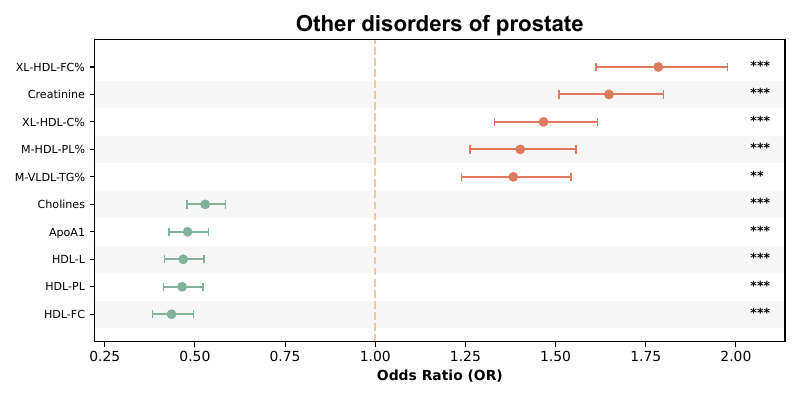 Other disorders of prostate
XL-HDL-FC% ***
Creatinine ***
XL-HDL-C% ***
M-HDL-PL% ***
M-VLDL-TG% **
Cholines ***
ApoA1 ***
HDL-L ***
HDL-PL ***
HDL-FC ***
0.25 0.50 0.75 1.00 1.25 1.50 1.75 2.00
Odds Ratio (OR)